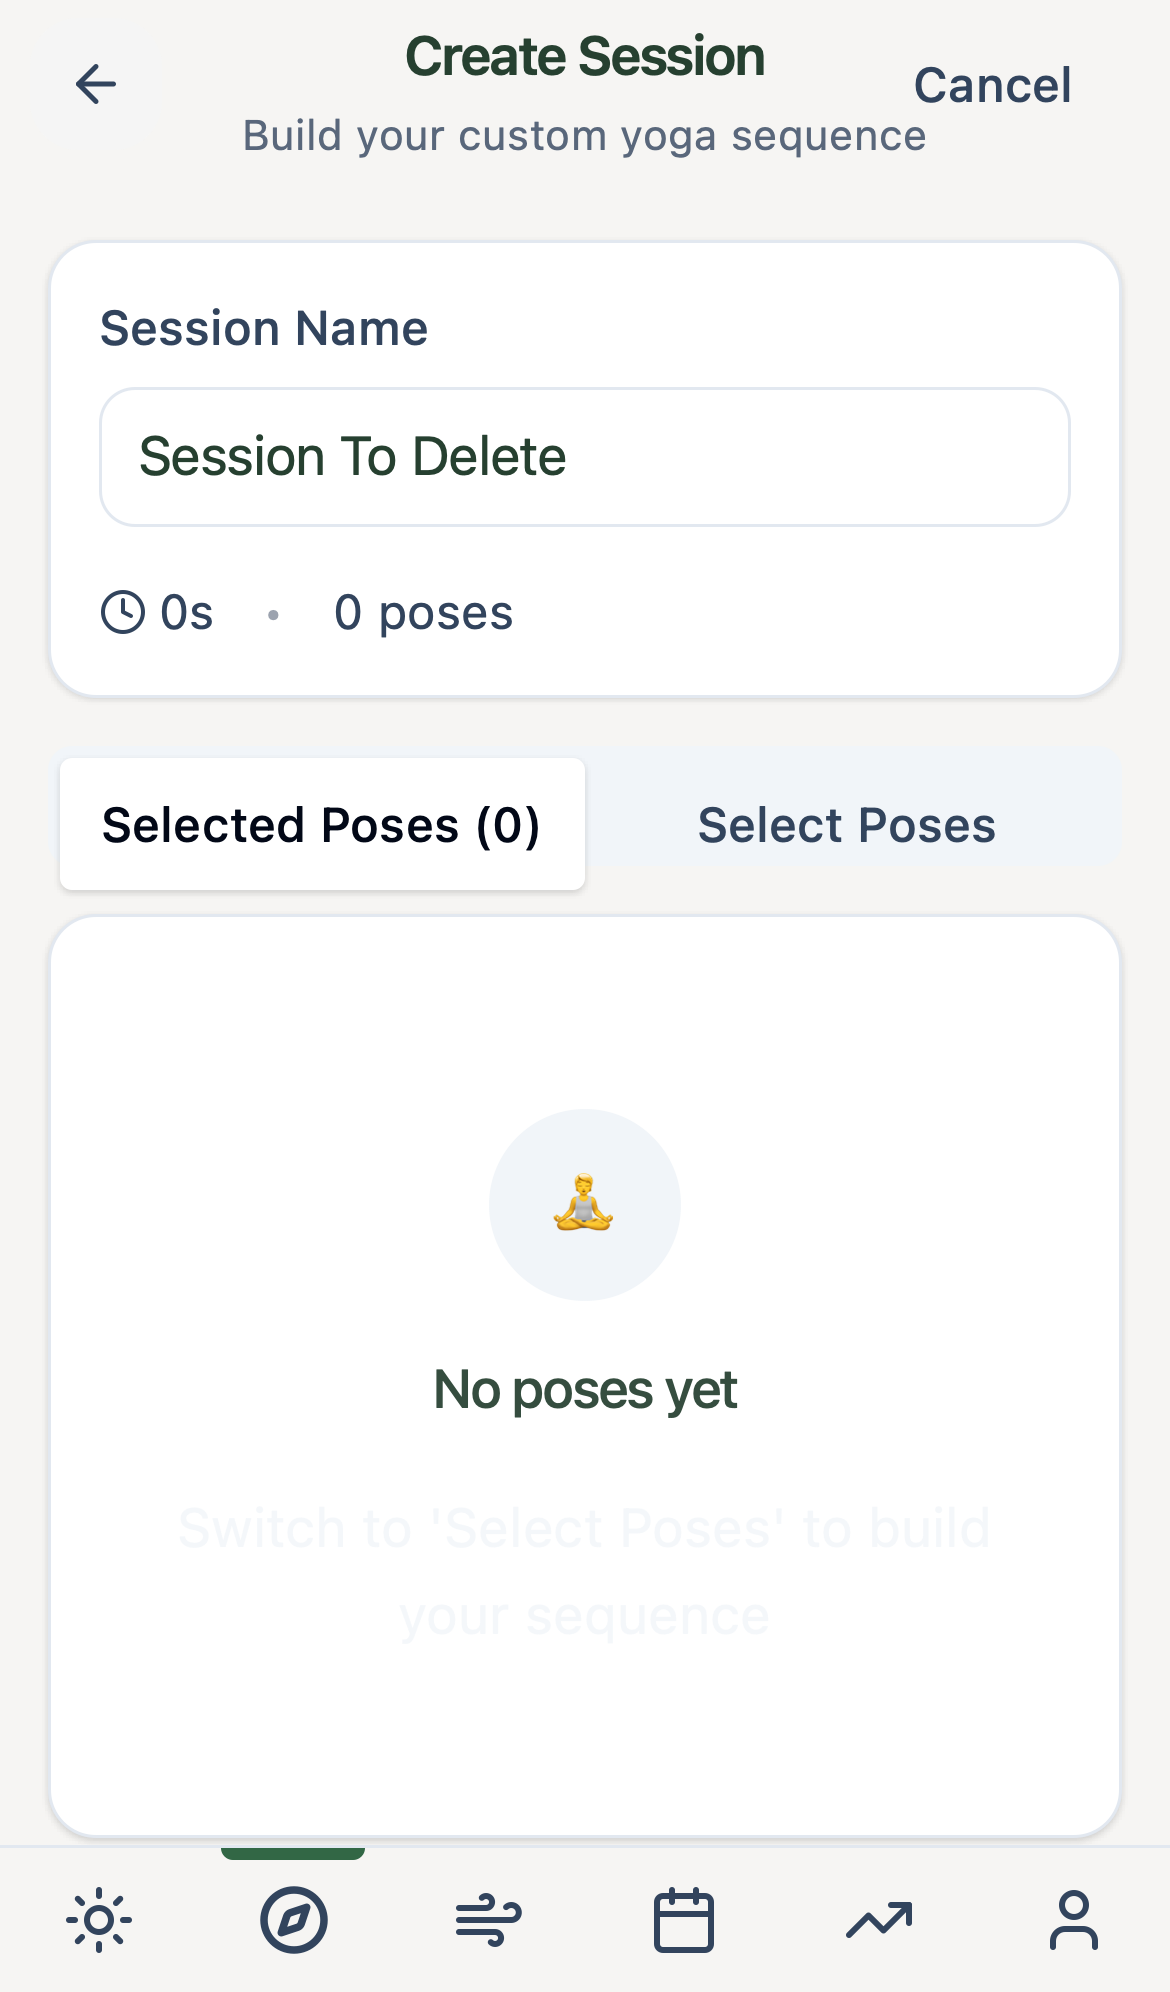 Create Session
Cancel
Build your custom yoga sequence
Session Name
Session To Delete
0s • 0 poses
Selected Poses (0)
Select Poses
No poses yet
Switch to 'Select Poses' to build
your sequence